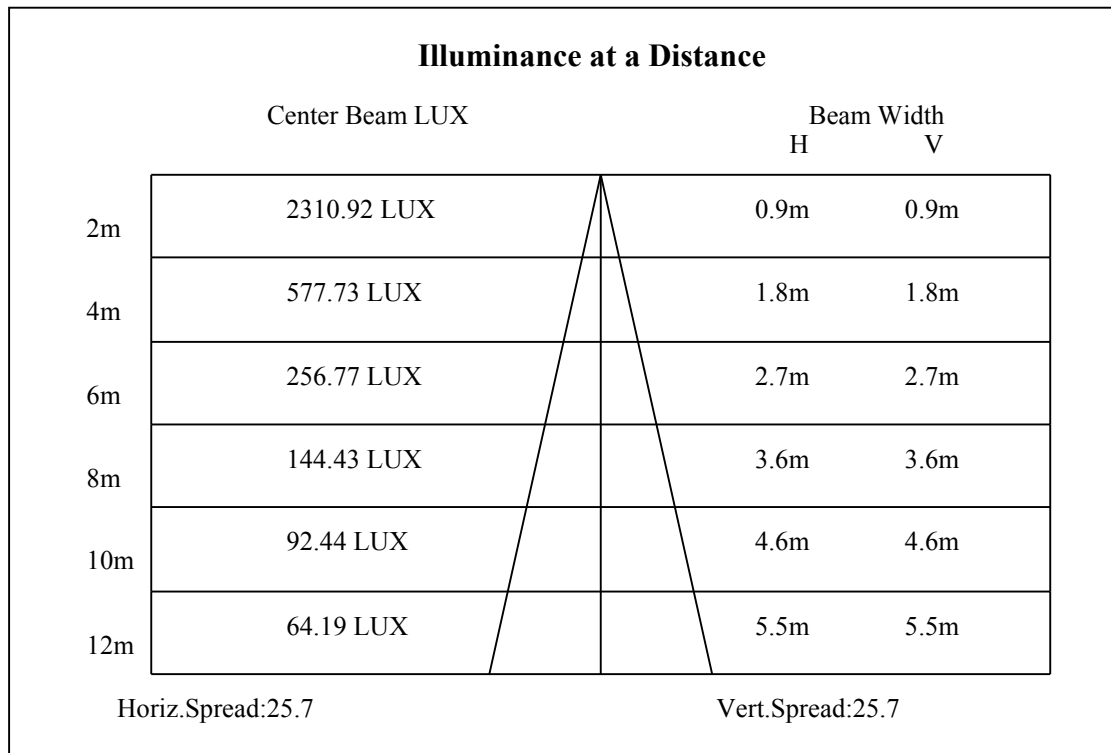 Illuminance at a Distance
Center Beam LUX Beam Width
H V
2m 2310.92 LUX 0.9m 0.9m
4m 577.73 LUX 1.8m 1.8m
6m 256.77 LUX 2.7m 2.7m
8m 144.43 LUX 3.6m 3.6m
10m 92.44 LUX 4.6m 4.6m
12m 64.19 LUX 5.5m 5.5m
Horiz.Spread:25.7 Vert.Spread:25.7